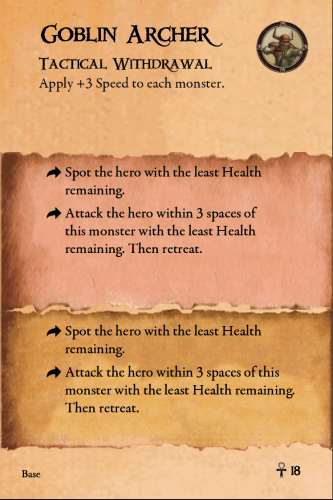 Goblin Archer
Tactical Withdrawal
Apply +3 Speed to each monster.
Spot the hero with the least Health
remaining.
Attack the hero within 3 spaces of
this monster with the least Health
remaining. Then retreat.
Spot the hero with the least Health
remaining.
Attack the hero within 3 spaces of this
monster with the least Health remaining.
Then retreat.
Base
18